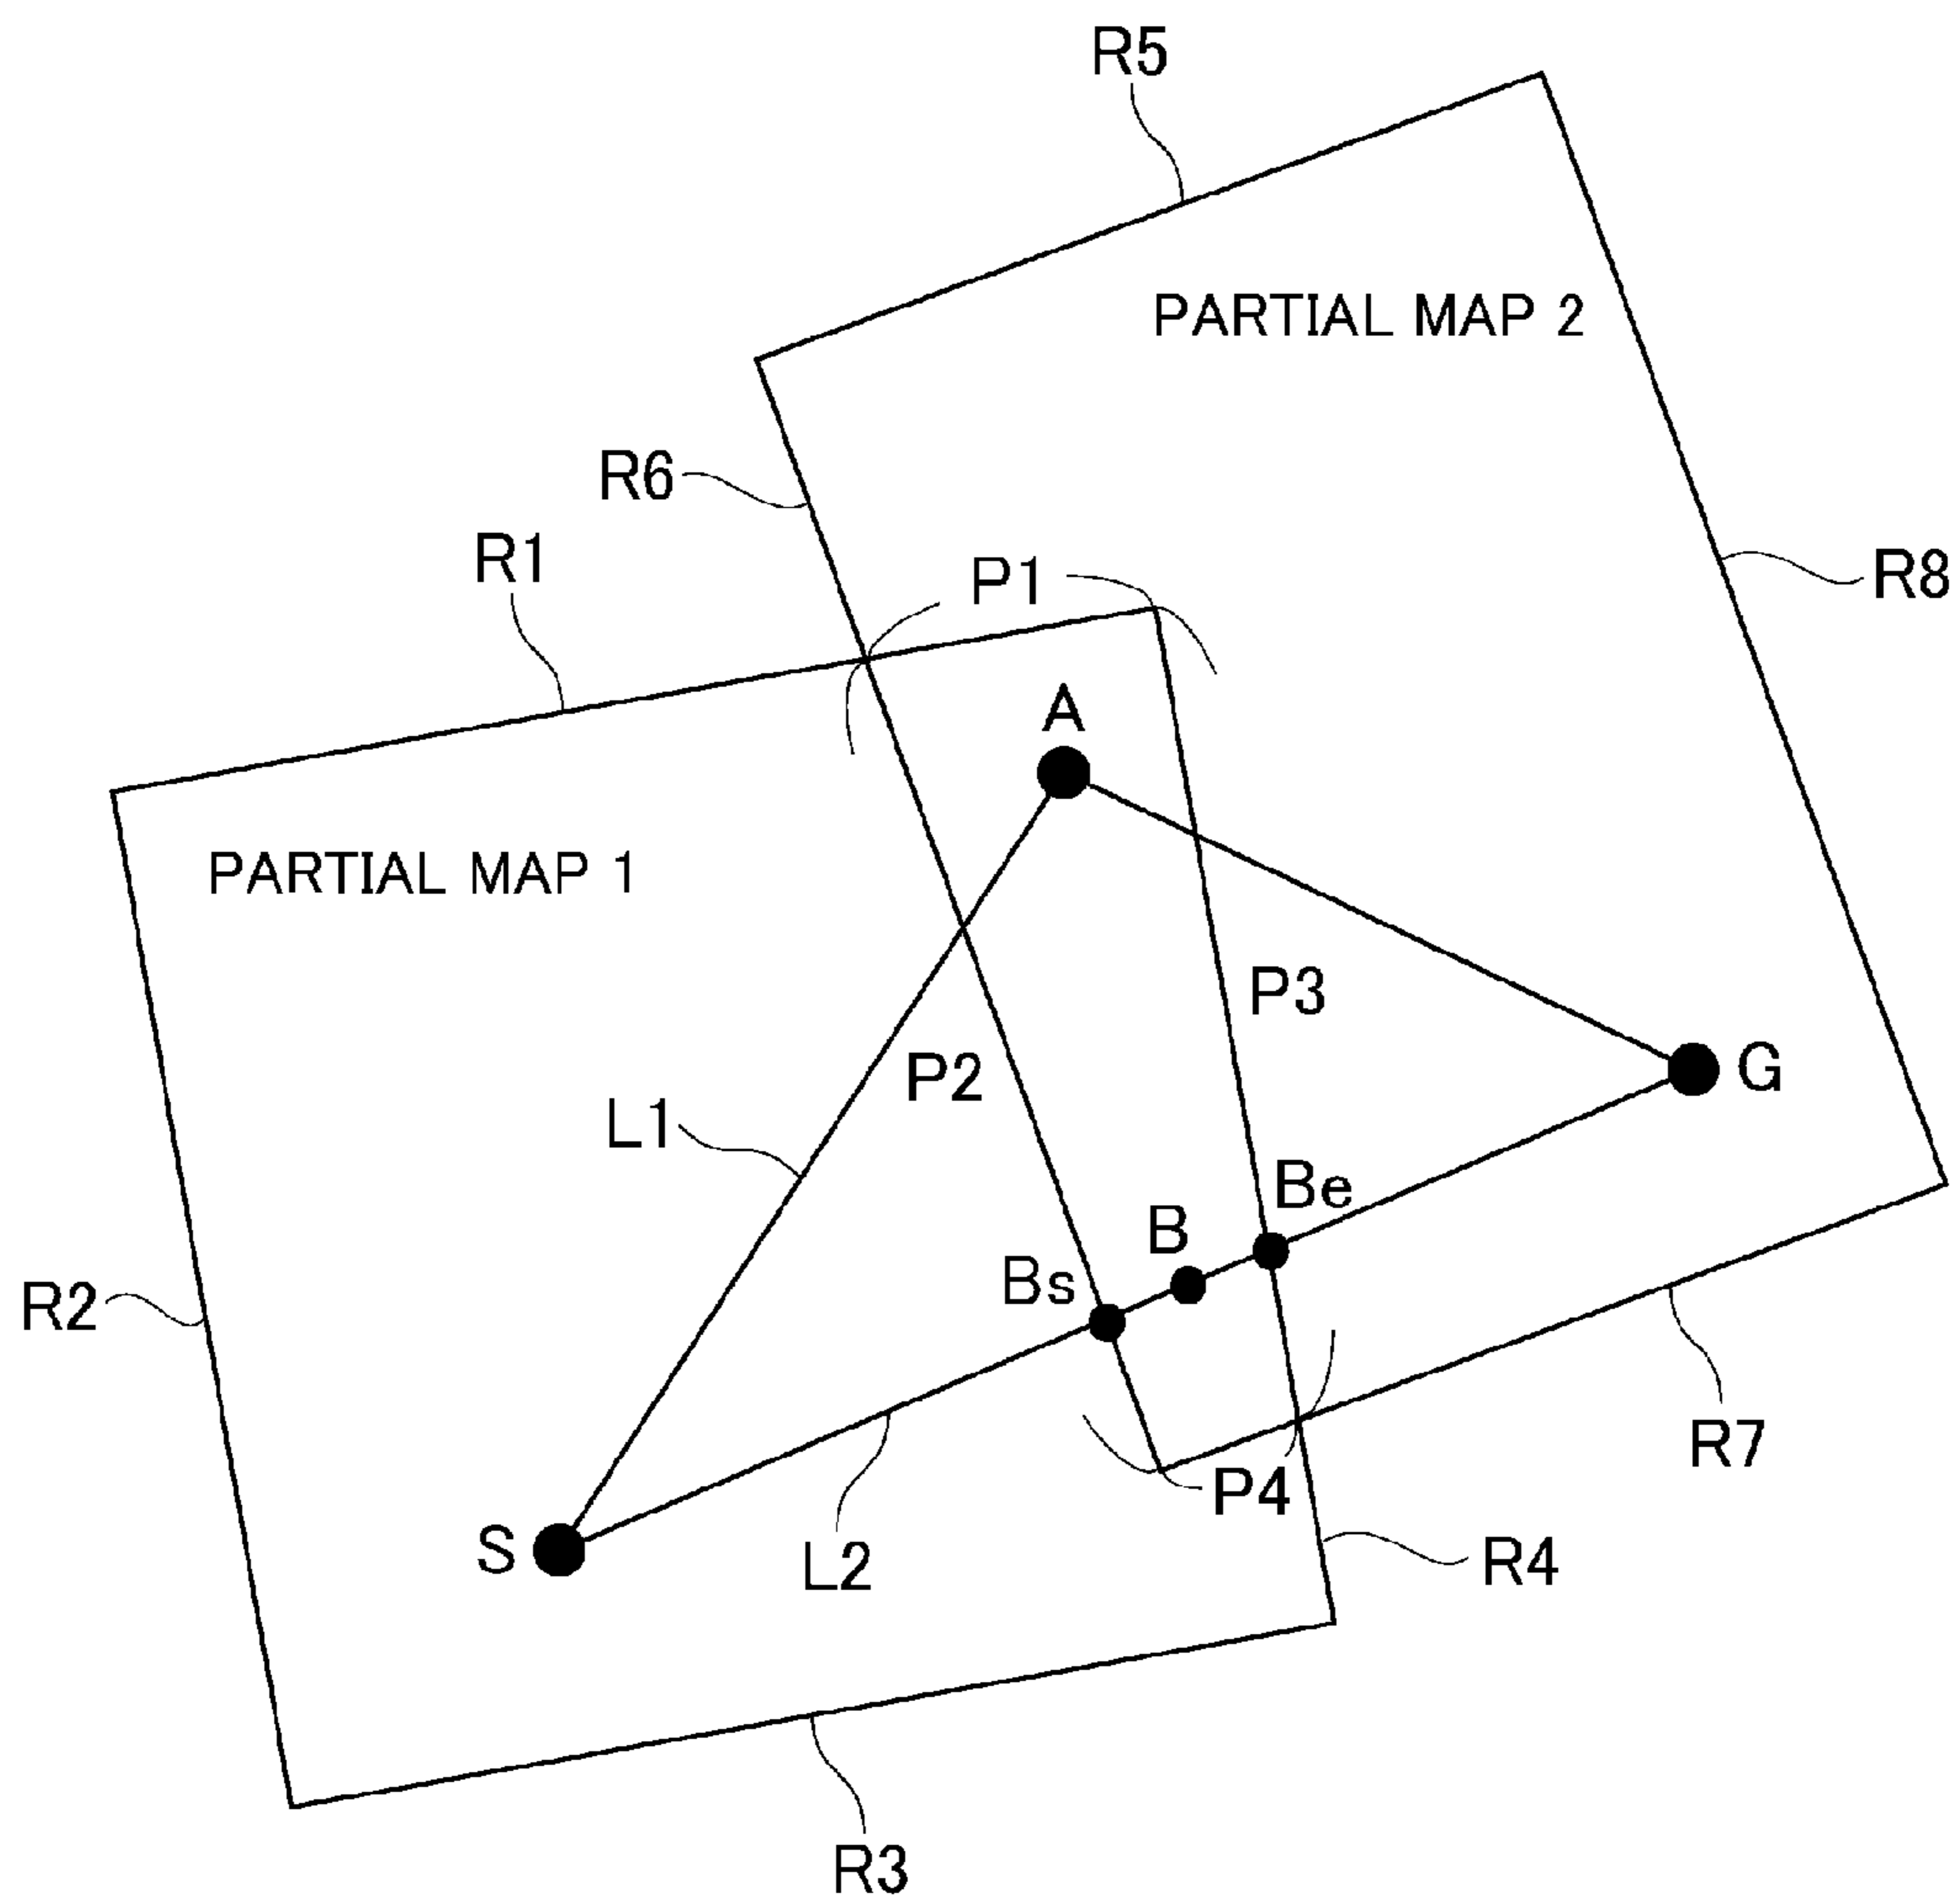 R5
PARTIAL MAP 2
R6
R1
P1
R8
A
PARTIAL MAP 1
P3
P2
G
L1
Be
B
Bs
R2
R7
P4
S
L2
R4
R3